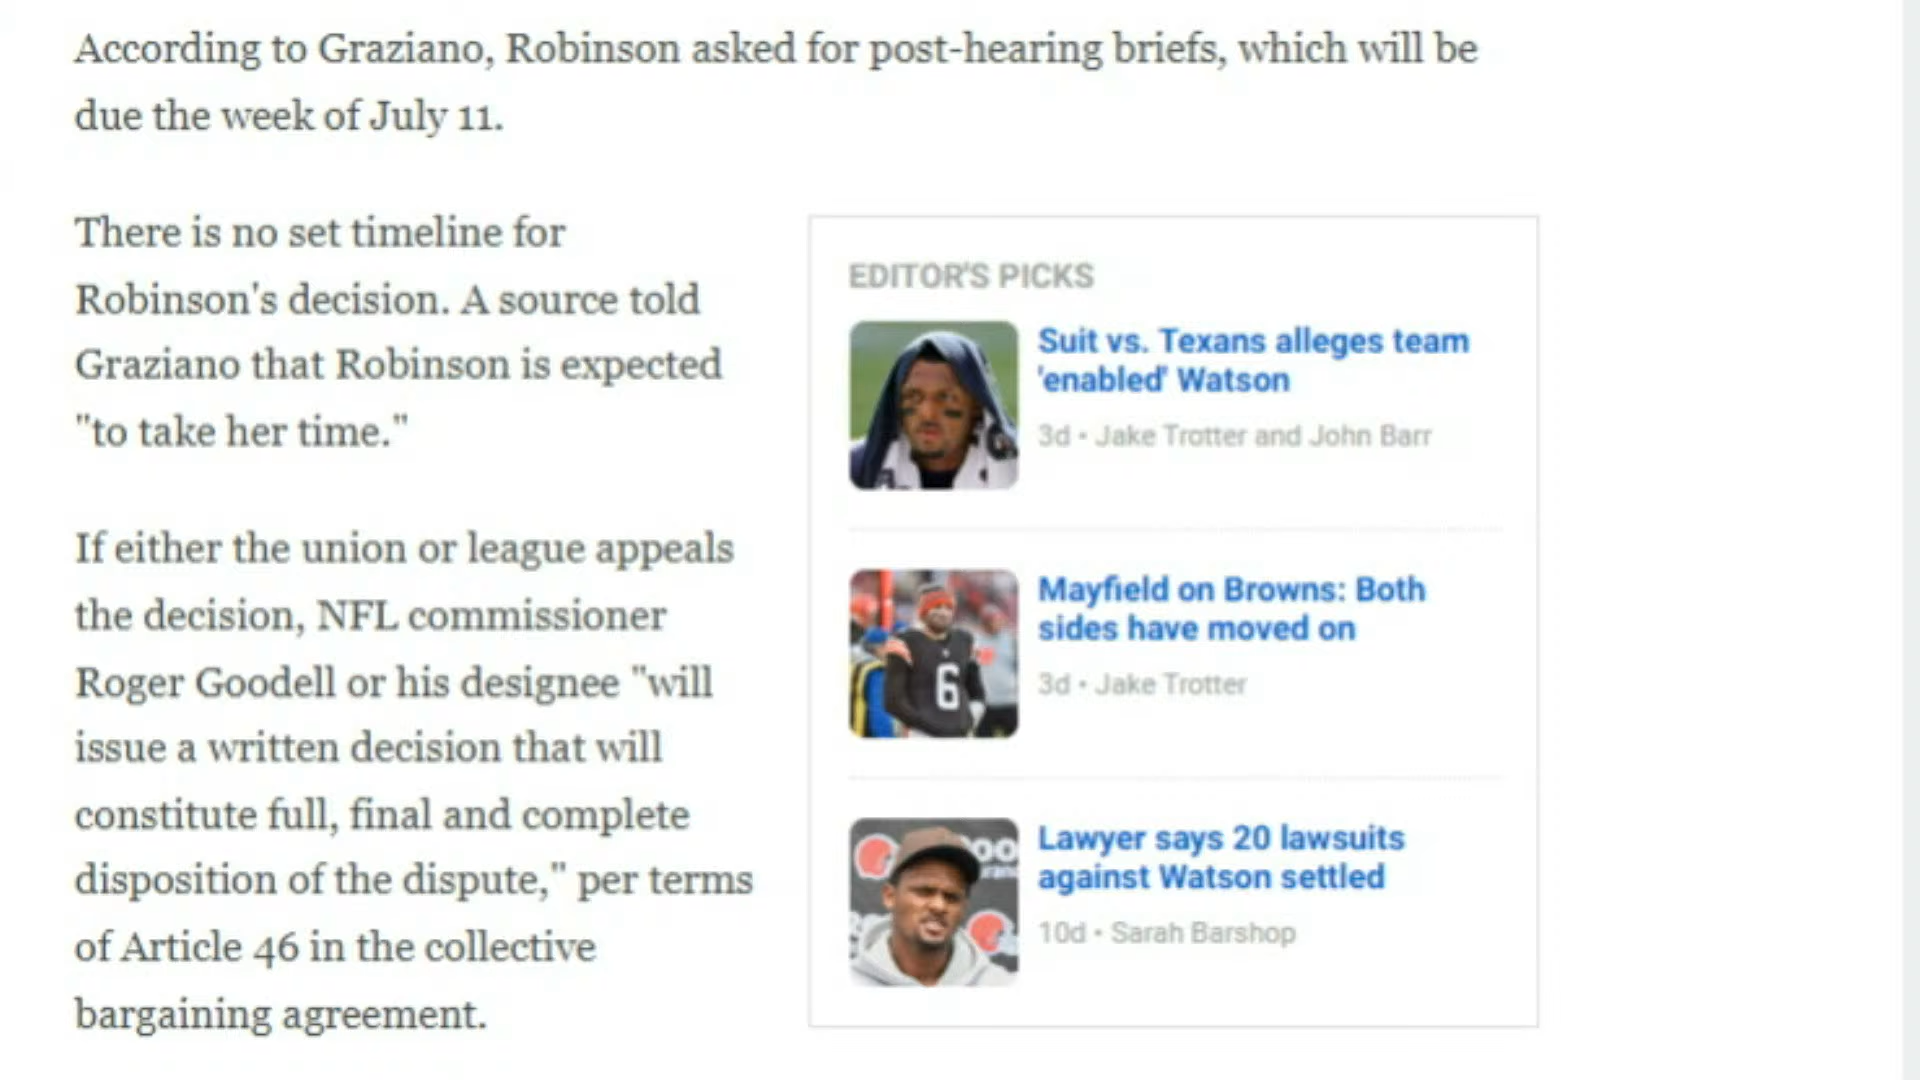 According to Graziano, Robinson asked for post-hearing briefs, which will be
due the week of July 11.
There is no set timeline for
Robinson's decision. A source told
Graziano that Robinson is expected
"to take her time."
If either the union or league appeals
the decision, NFL commissioner
Roger Goodell or his designee "will
issue a written decision that will
constitute full, final and complete
disposition of the dispute," per terms
of Article 46 in the collective
bargaining agreement.
EDITOR'S PICKS
Suit vs. Texans alleges team
'enabled' Watson
3d • Jake Trotter and John Barr
Mayfield on Browns: Both
sides have moved on
3d • Jake Trotter
6
Lawyer says 20 lawsuits
against Watson settled
10d • Sarah Barshop